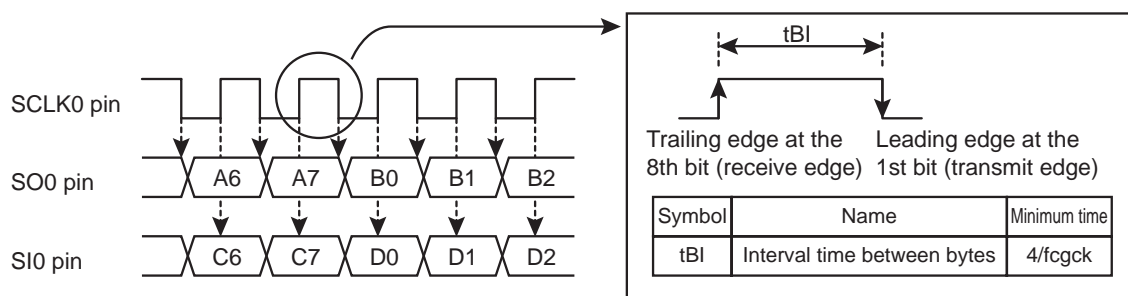 SCLK0 pin
SO0 pin
A6 A7 B0 B1 B2
SI0 pin
C6 C7 D0 D1 D2
tBI
Trailing edge at the
8th bit (receive edge)
Leading edge at the
1st bit (transmit edge)
Symbol Name Minimum time
tBI Interval time between bytes 4/fcgck